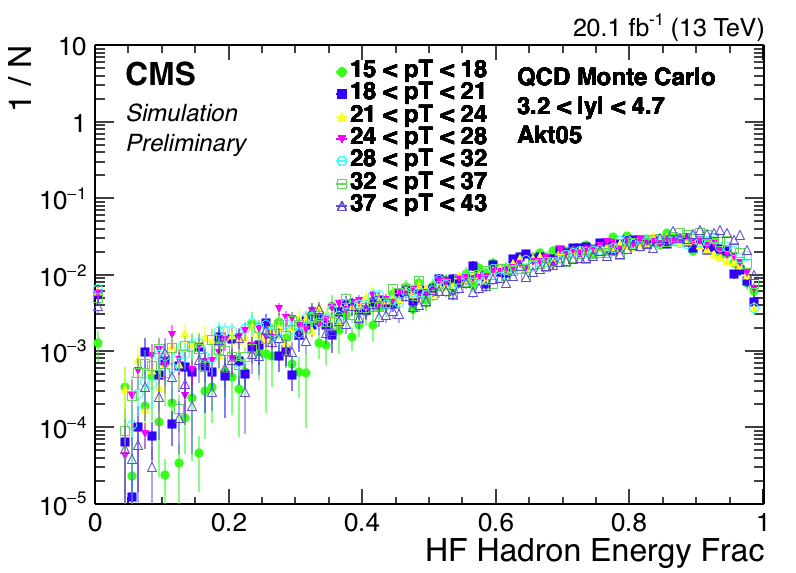 20.1 fb⁻¹ (13 TeV)
1 / N
CMS
Simulation
Preliminary
15 < pT < 18
18 < pT < 21
21 < pT < 24
24 < pT < 28
28 < pT < 32
32 < pT < 37
37 < pT < 43
QCD Monte Carlo
3.2 < |y| < 4.7
Akt05
10
1
10⁻¹
10⁻²
10⁻³
10⁻⁴
10⁻⁵
0 0.2 0.4 0.6 0.8 1
HF Hadron Energy Frac